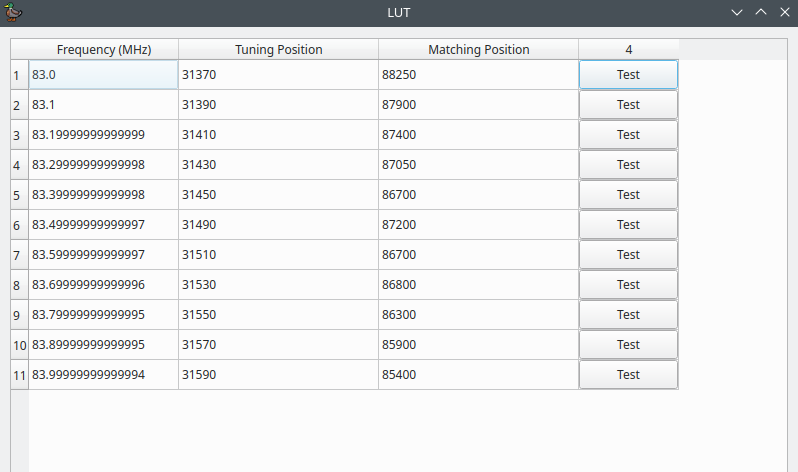 LUT
Frequency (MHz) Tuning Position Matching Position 4
1 83.0 31370 88250 Test
2 83.1 31390 87900 Test
3 83.19999999999999 31410 87400 Test
4 83.29999999999998 31430 87050 Test
5 83.39999999999998 31450 86700 Test
6 83.49999999999997 31490 87200 Test
7 83.59999999999997 31510 86700 Test
8 83.69999999999996 31530 86800 Test
9 83.79999999999995 31550 86300 Test
10 83.89999999999995 31570 85900 Test
11 83.99999999999994 31590 85400 Test